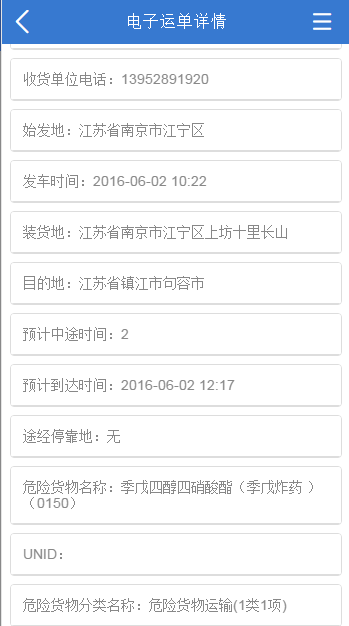 电子运单详情
收货单位电话：13952891920
始发地：江苏省南京市江宁区
发车时间：2016-06-02 10:22
装货地：江苏省南京市江宁区上坊十里长山
目的地：江苏省镇江市句容市
预计中途时间：2
预计到达时间：2016-06-02 12:17
途经停靠地：无
危险货物名称：季戊四醇四硝酸酯（季戊炸药 ）
（0150）
UNID：
危险货物分类名称：危险货物运输(1类1项)